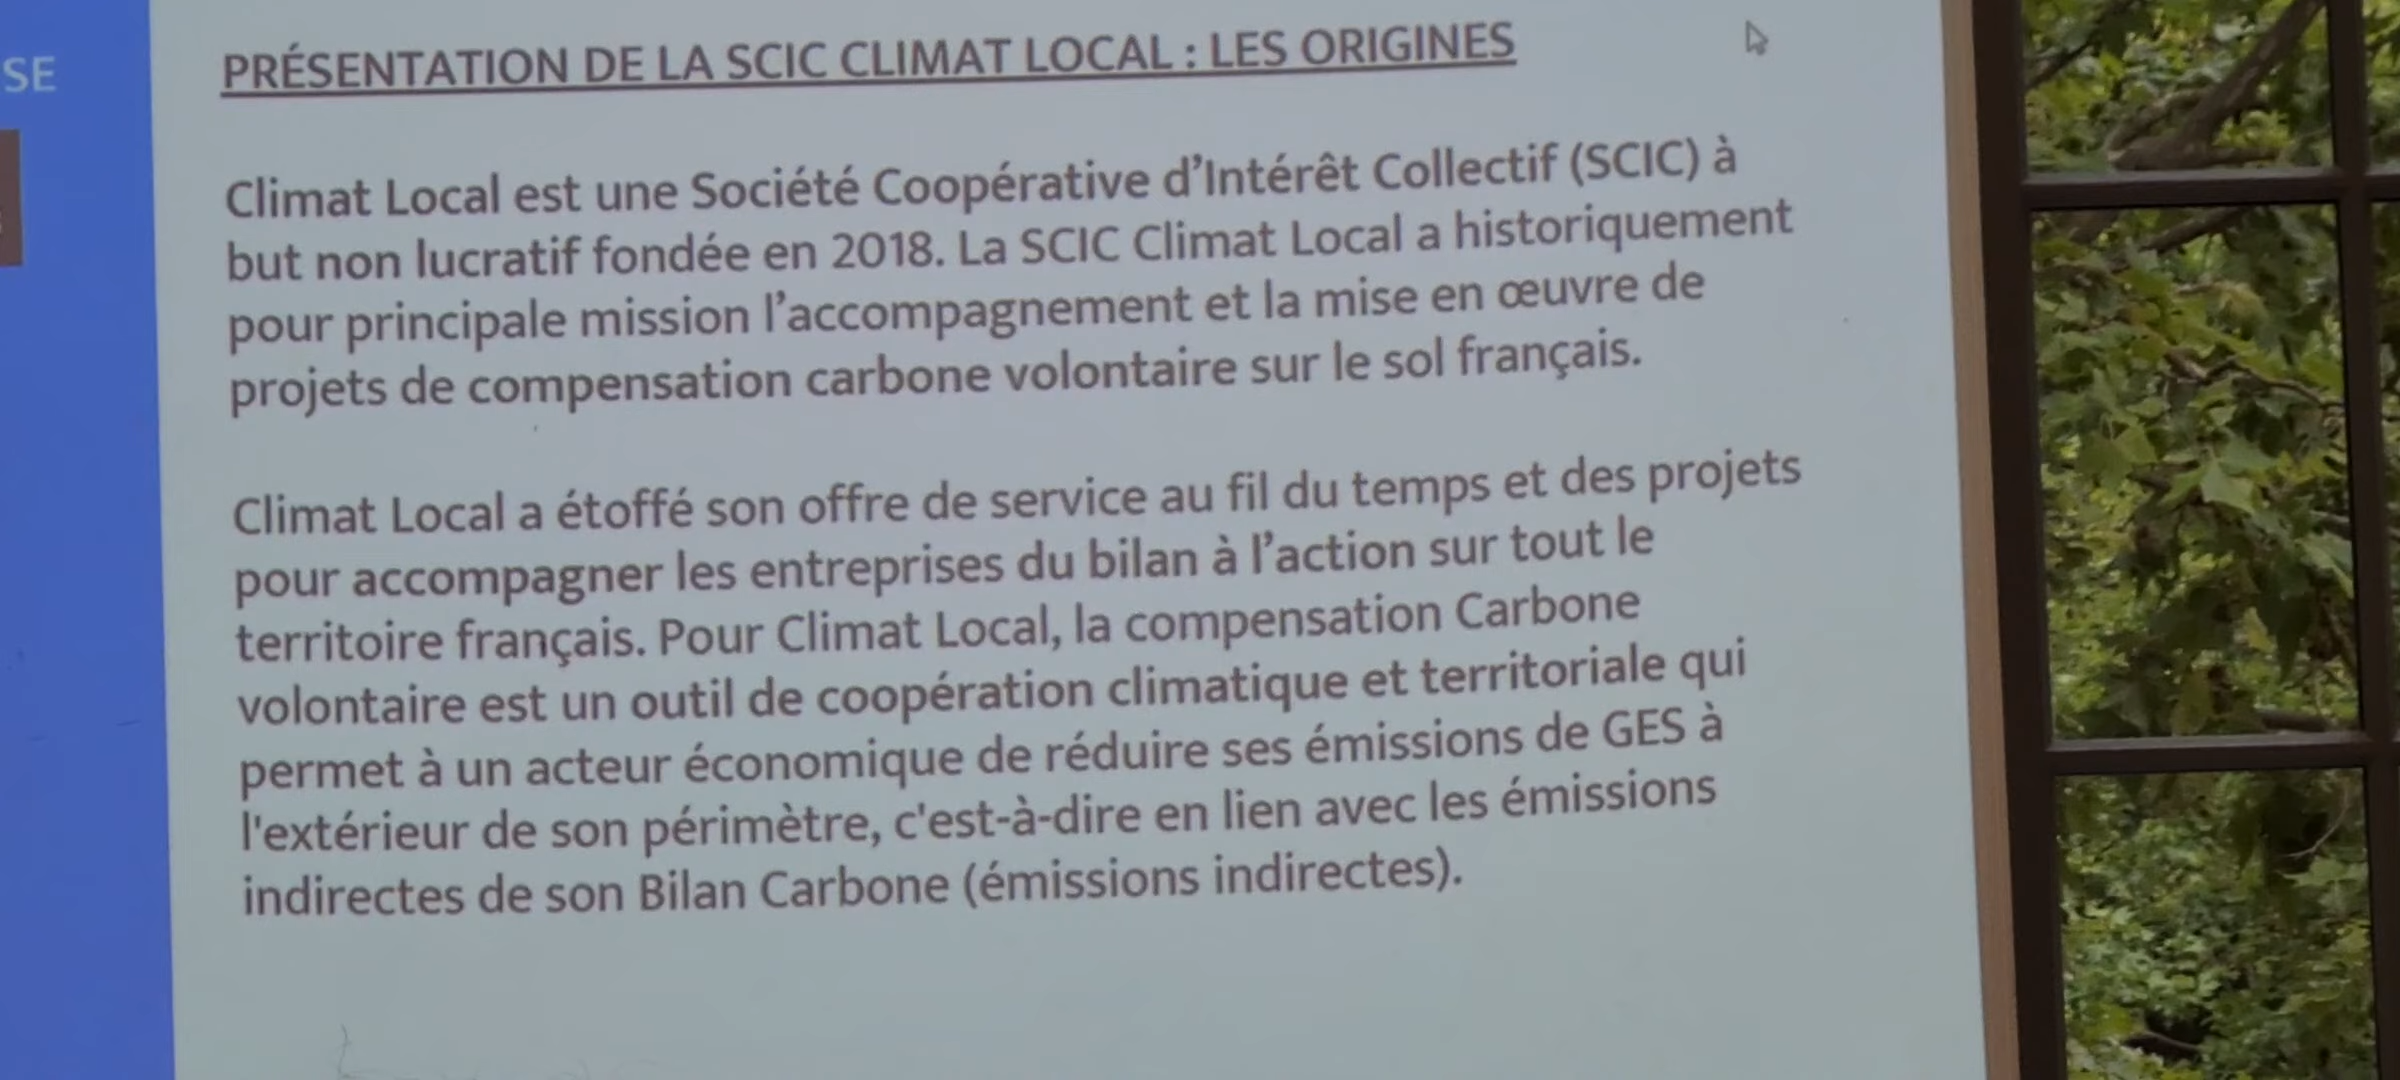 SE
PRÉSENTATION DE LA SCIC CLIMAT LOCAL : LES ORIGINES
Climat Local est une Société Coopérative d’Intérêt Collectif (SCIC) à
but non lucratif fondée en 2018. La SCIC Climat Local a historiquement
pour principale mission l’accompagnement et la mise en œuvre de
projets de compensation carbone volontaire sur le sol français.
Climat Local a étoffé son offre de service au fil du temps et des projets
pour accompagner les entreprises du bilan à l’action sur tout le
territoire français. Pour Climat Local, la compensation Carbone
volontaire est un outil de coopération climatique et territoriale qui
permet à un acteur économique de réduire ses émissions de GES à
l'extérieur de son périmètre, c'est-à-dire en lien avec les émissions
indirectes de son Bilan Carbone (émissions indirectes).